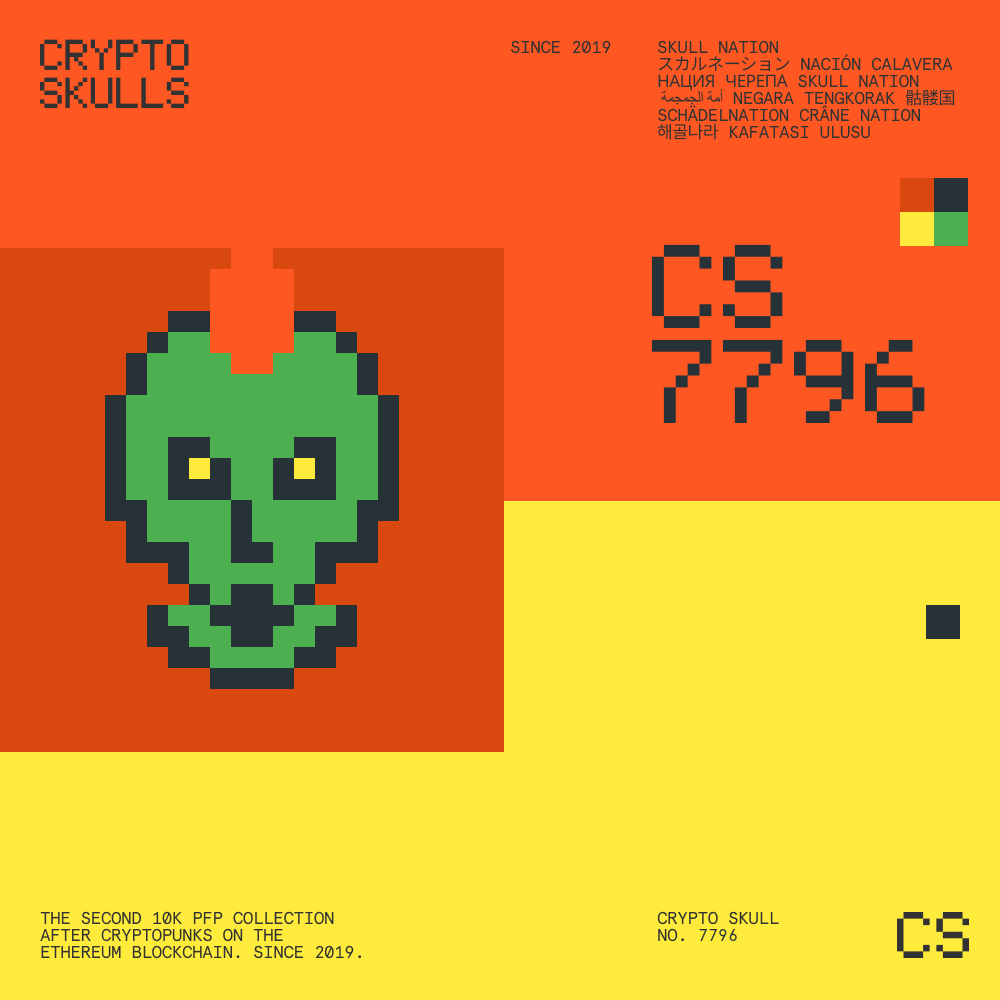 CRYPTO
SKULLS
SINCE 2019
SKULL NATION
スカルネーション NACIÓN CALAVERA
НАЦИЯ ЧЕРЕПА SKULL NATION
أمة الجمجمة NEGARA TENGKORAK 骷髅国
SCHÄDELNATION CRÂNE NATION
해골나라 KAFATASI ULUSU
CS
7796
THE SECOND 10K PFP COLLECTION
AFTER CRYPTOPUNKS ON THE
ETHEREUM BLOCKCHAIN. SINCE 2019.
CRYPTO SKULL
NO. 7796
CS